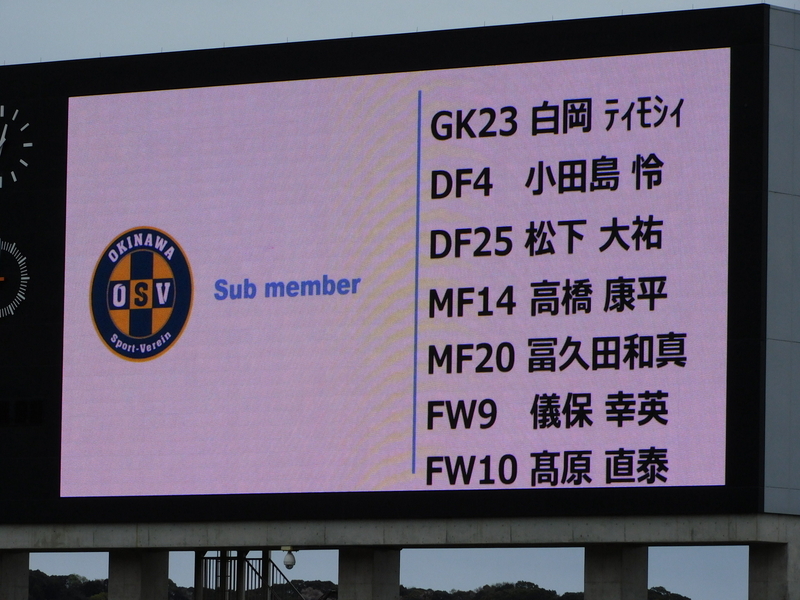 OKINAWA
OSV
Sport-Verein
Sub member
GK23 白岡 ティモシィ
DF4 小田島 怜
DF25 松下 大祐
MF14 高橋 康平
MF20 冨久田和真
FW9 儀保 幸英
FW10 髙原 直泰